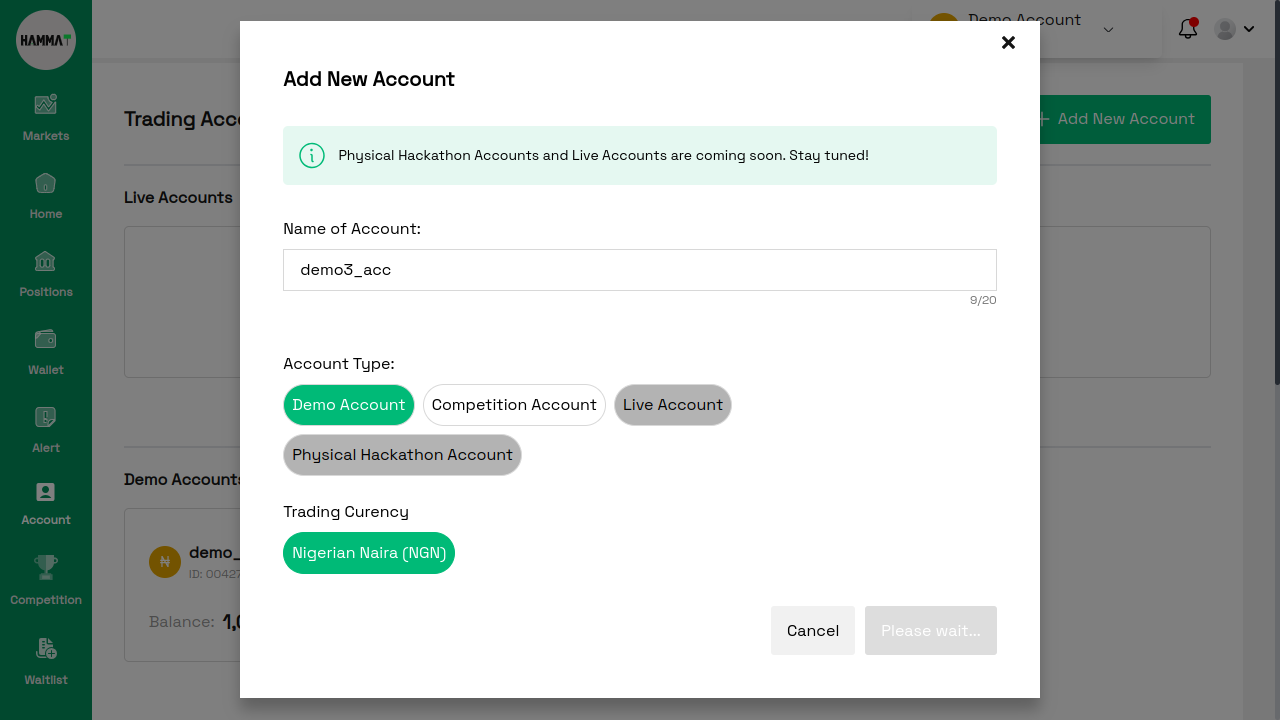 HAMMA
Demo Account
Add New Account
Markets
Trading Acc
Add New Account
Physical Hackathon Accounts and Live Accounts are coming soon. Stay tuned!
Home
Live Accounts
Name of Account:
demo3_acc
Positions
9/20
Wallet
Account Type:
Demo Account
Competition Account
Live Account
Alert
Physical Hackathon Account
Demo Accounts
Account
Trading Curency
Nigerian Naira (NGN)
₦
demo_
ID: 00427
Competition
Balance: 1,0
Cancel
Please wait...
Waitlist